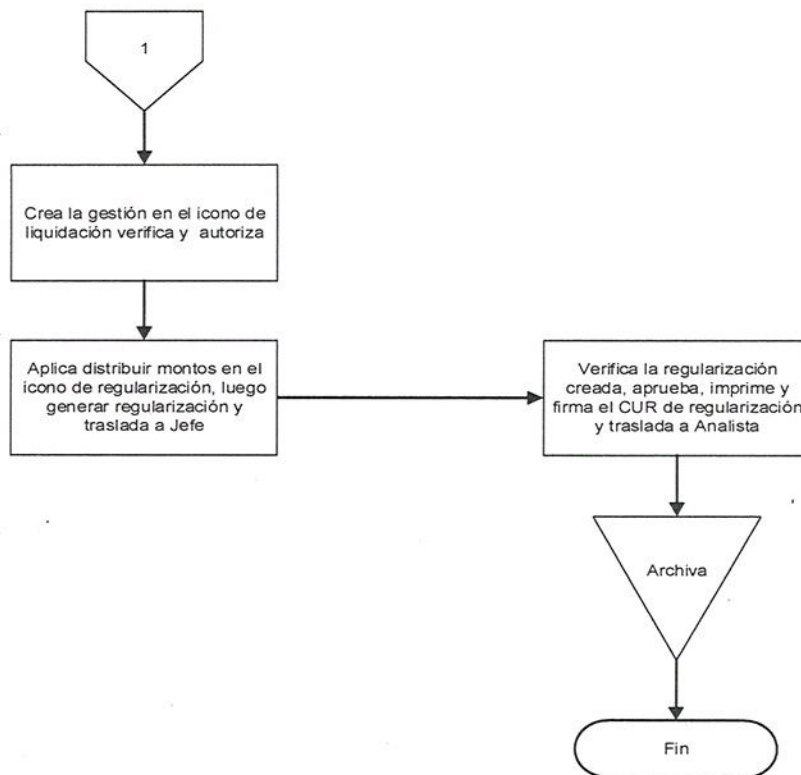 1
Crea la gestión en el icono de
liquidación verifica y autoriza
Aplica distribuir montos en el
icono de regularización, luego
generar regularización y
traslada a Jefe
Verifica la regularización
creada, aprueba, imprime y
firma el CUR de regularización
y traslada a Analista
Archiva
Fin